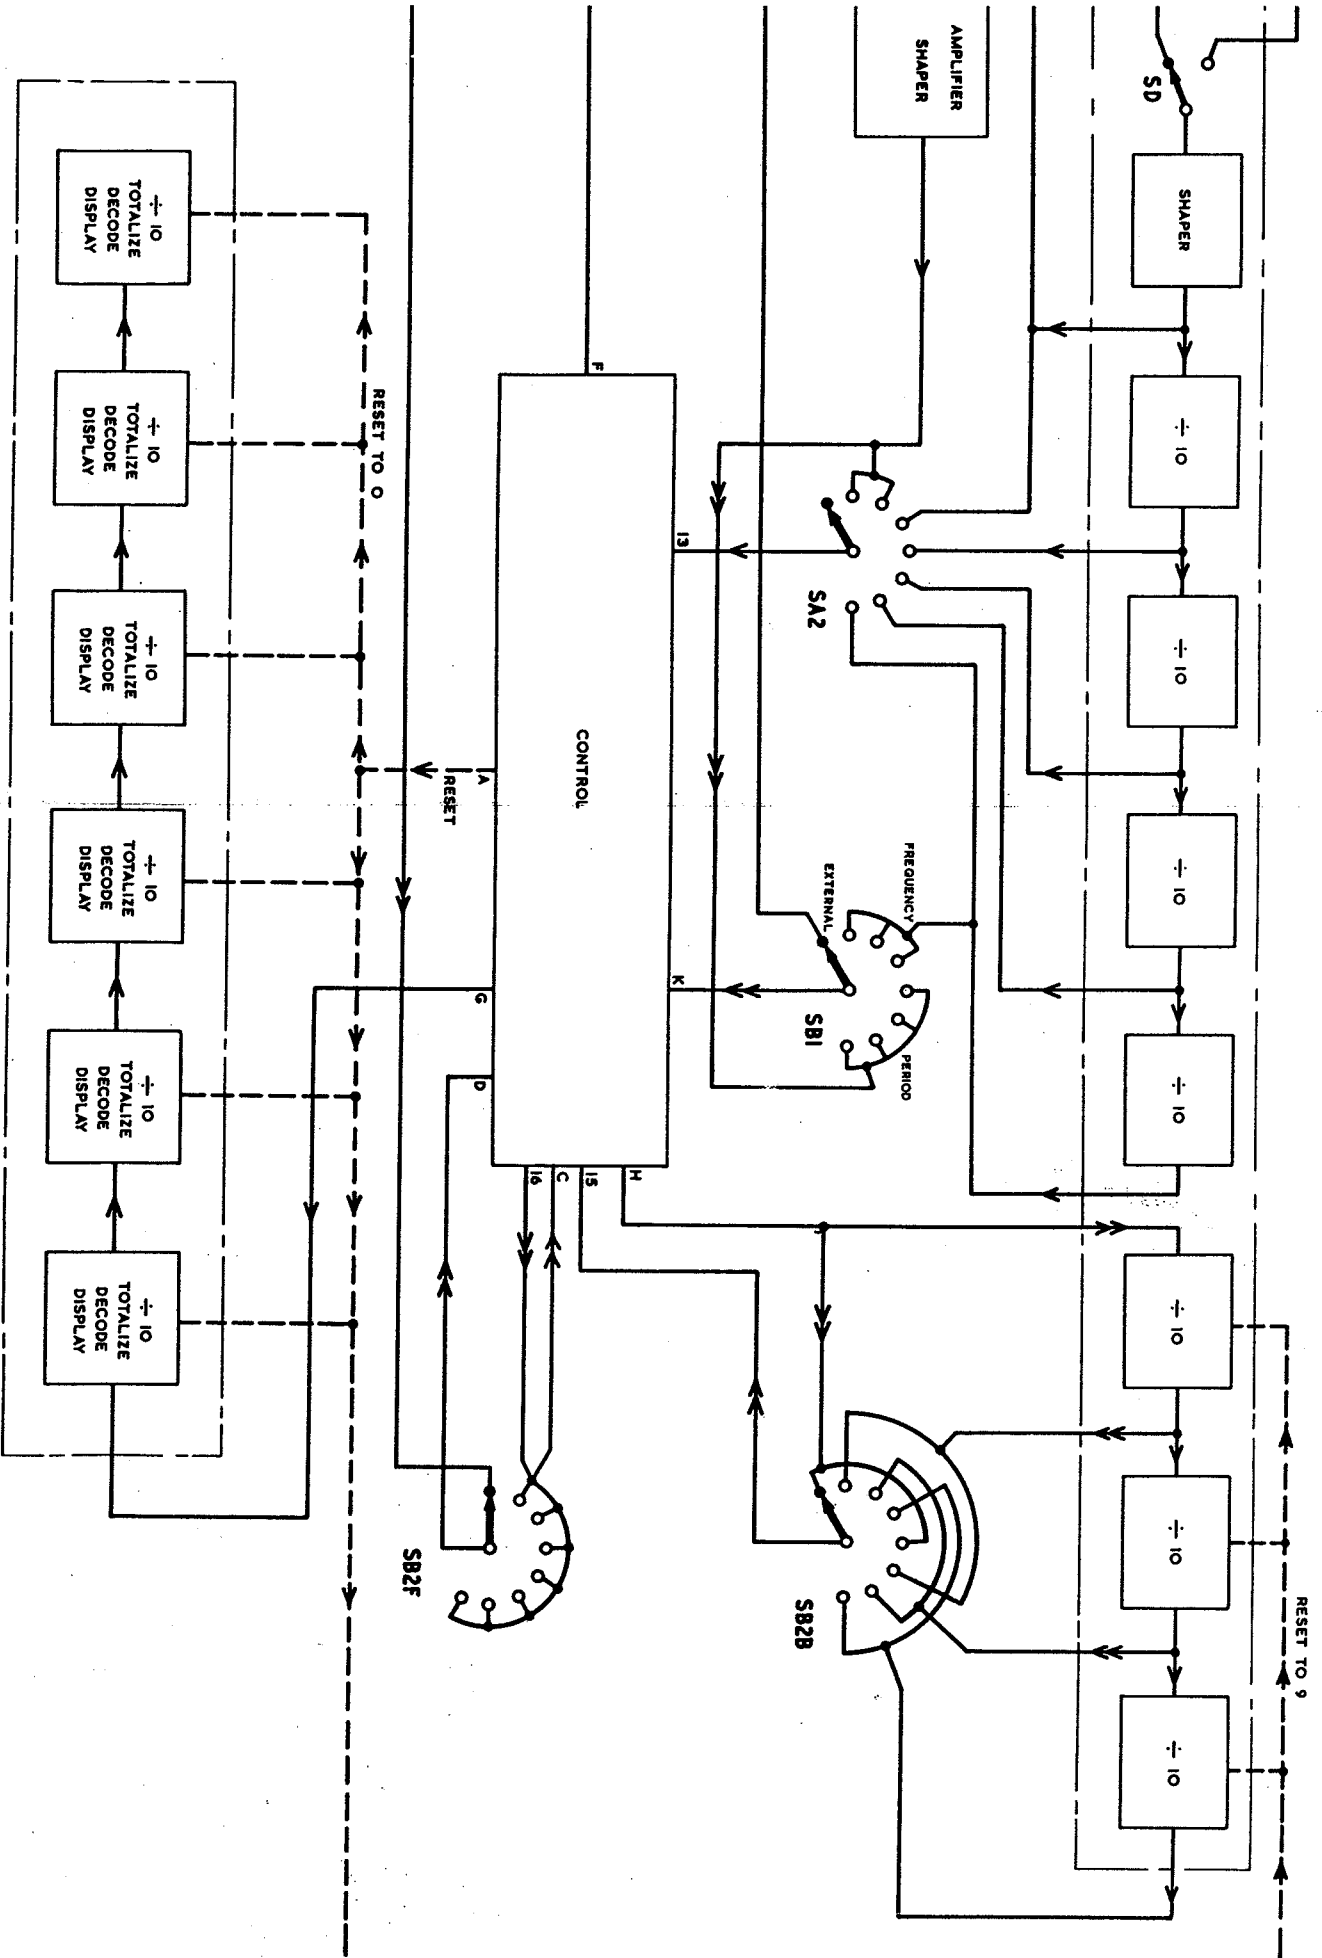 SD
SHAPER
÷ 10
÷ 10
÷ 10
÷ 10
÷ 10
÷ 10
÷ 10
÷ 10
RESET TO 9
AMPLIFIER
SHAPER
SA2
FREQUENCY
EXTERNAL
PERIOD
SB1
SB2B
F
13
K
H
15
C
16
CONTROL
A
RESET
G
D
SB2F
RESET TO 0
÷ 10
TOTALIZE
DECODE
DISPLAY
÷ 10
TOTALIZE
DECODE
DISPLAY
÷ 10
TOTALIZE
DECODE
DISPLAY
÷ 10
TOTALIZE
DECODE
DISPLAY
÷ 10
TOTALIZE
DECODE
DISPLAY
÷ 10
TOTALIZE
DECODE
DISPLAY